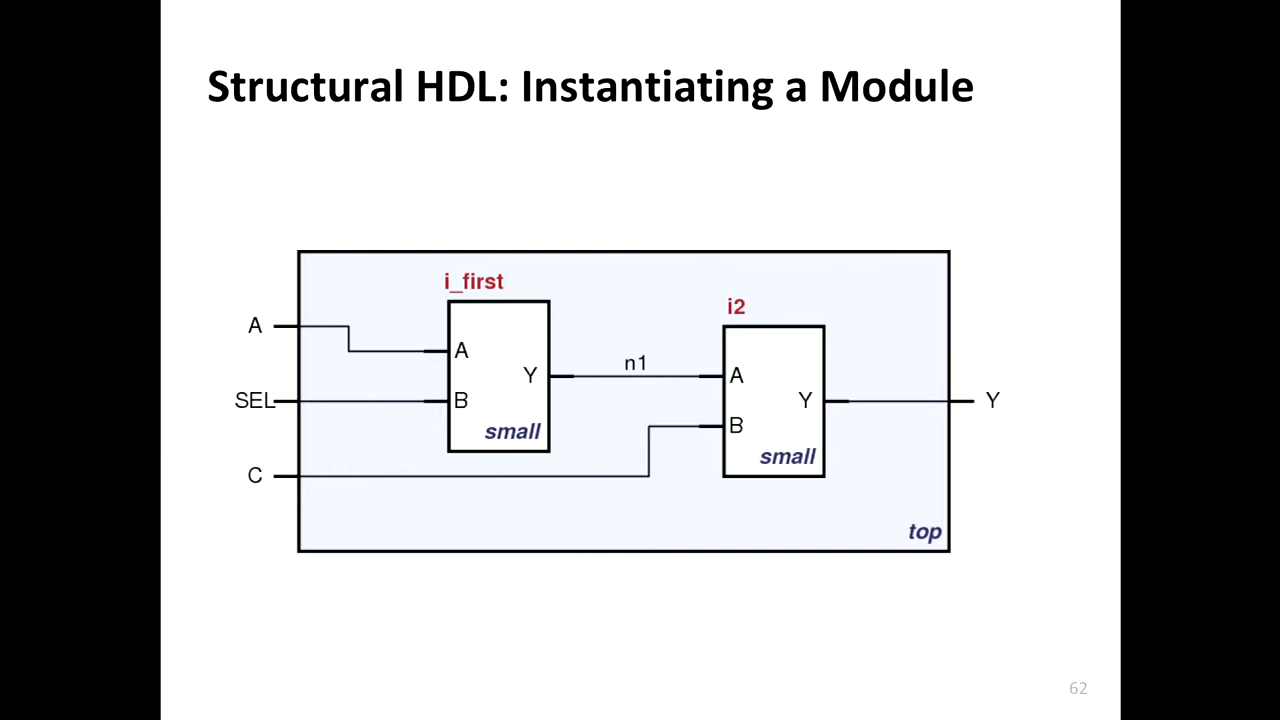 Structural HDL: Instantiating a Module
i_first
i2
A
A
n1
Y
A
SEL
B
Y
Y
B
small
small
C
top
62